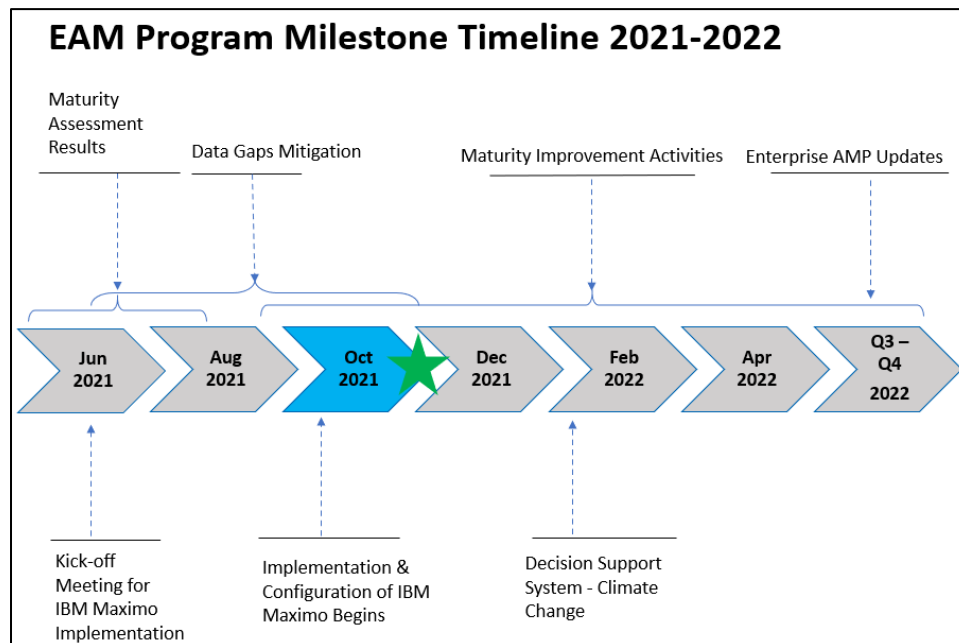 EAM Program Milestone Timeline 2021-2022
Maturity
Assessment
Results
Data Gaps Mitigation
Maturity Improvement Activities
Enterprise AMP Updates
Jun
2021
Aug
2021
Oct
2021
Dec
2021
Feb
2022
Apr
2022
Q3 –
Q4
2022
Kick-off
Meeting for
IBM Maximo
Implementation
Implementation &
Configuration of IBM
Maximo Begins
Decision Support
System - Climate
Change